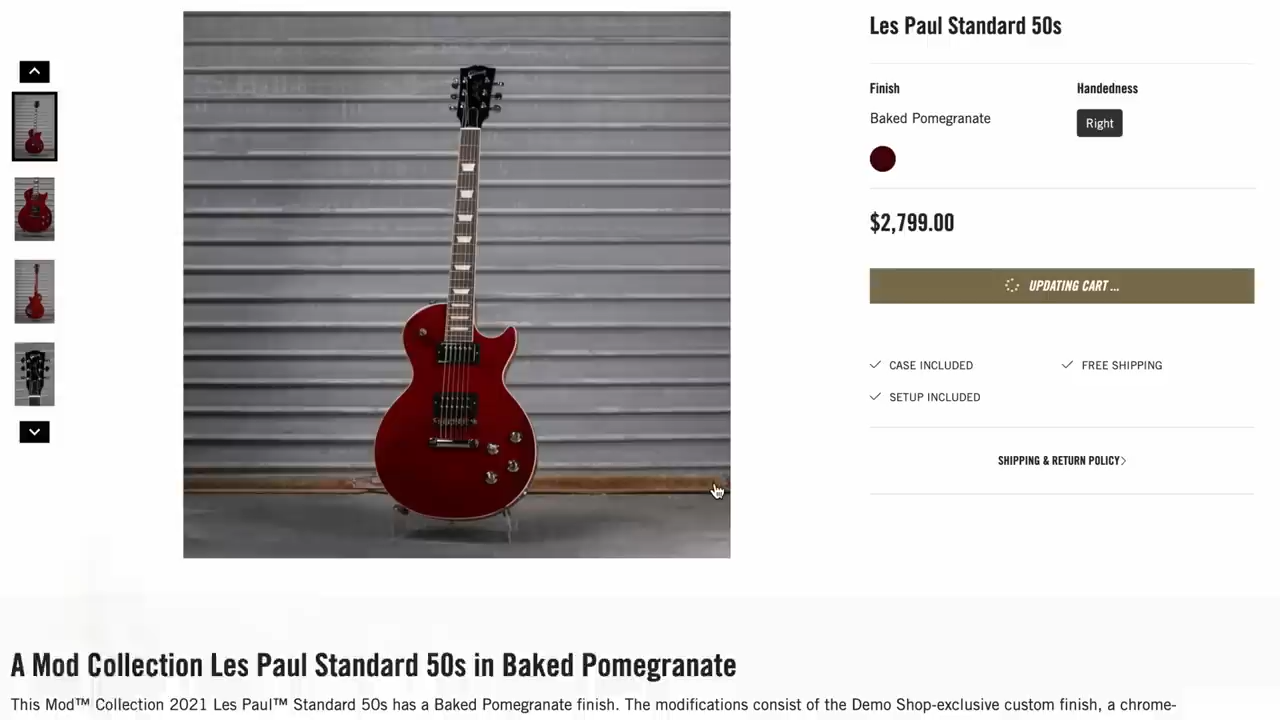 Les Paul Standard 50s
Finish
Handedness
Baked Pomegranate
Right
$2,799.00
UPDATING CART ...
CASE INCLUDED
FREE SHIPPING
SETUP INCLUDED
SHIPPING & RETURN POLICY
A Mod Collection Les Paul Standard 50s in Baked Pomegranate
This Mod™ Collection 2021 Les Paul™ Standard 50s has a Baked Pomegranate finish. The modifications consist of the Demo Shop-exclusive custom finish, a chrome-